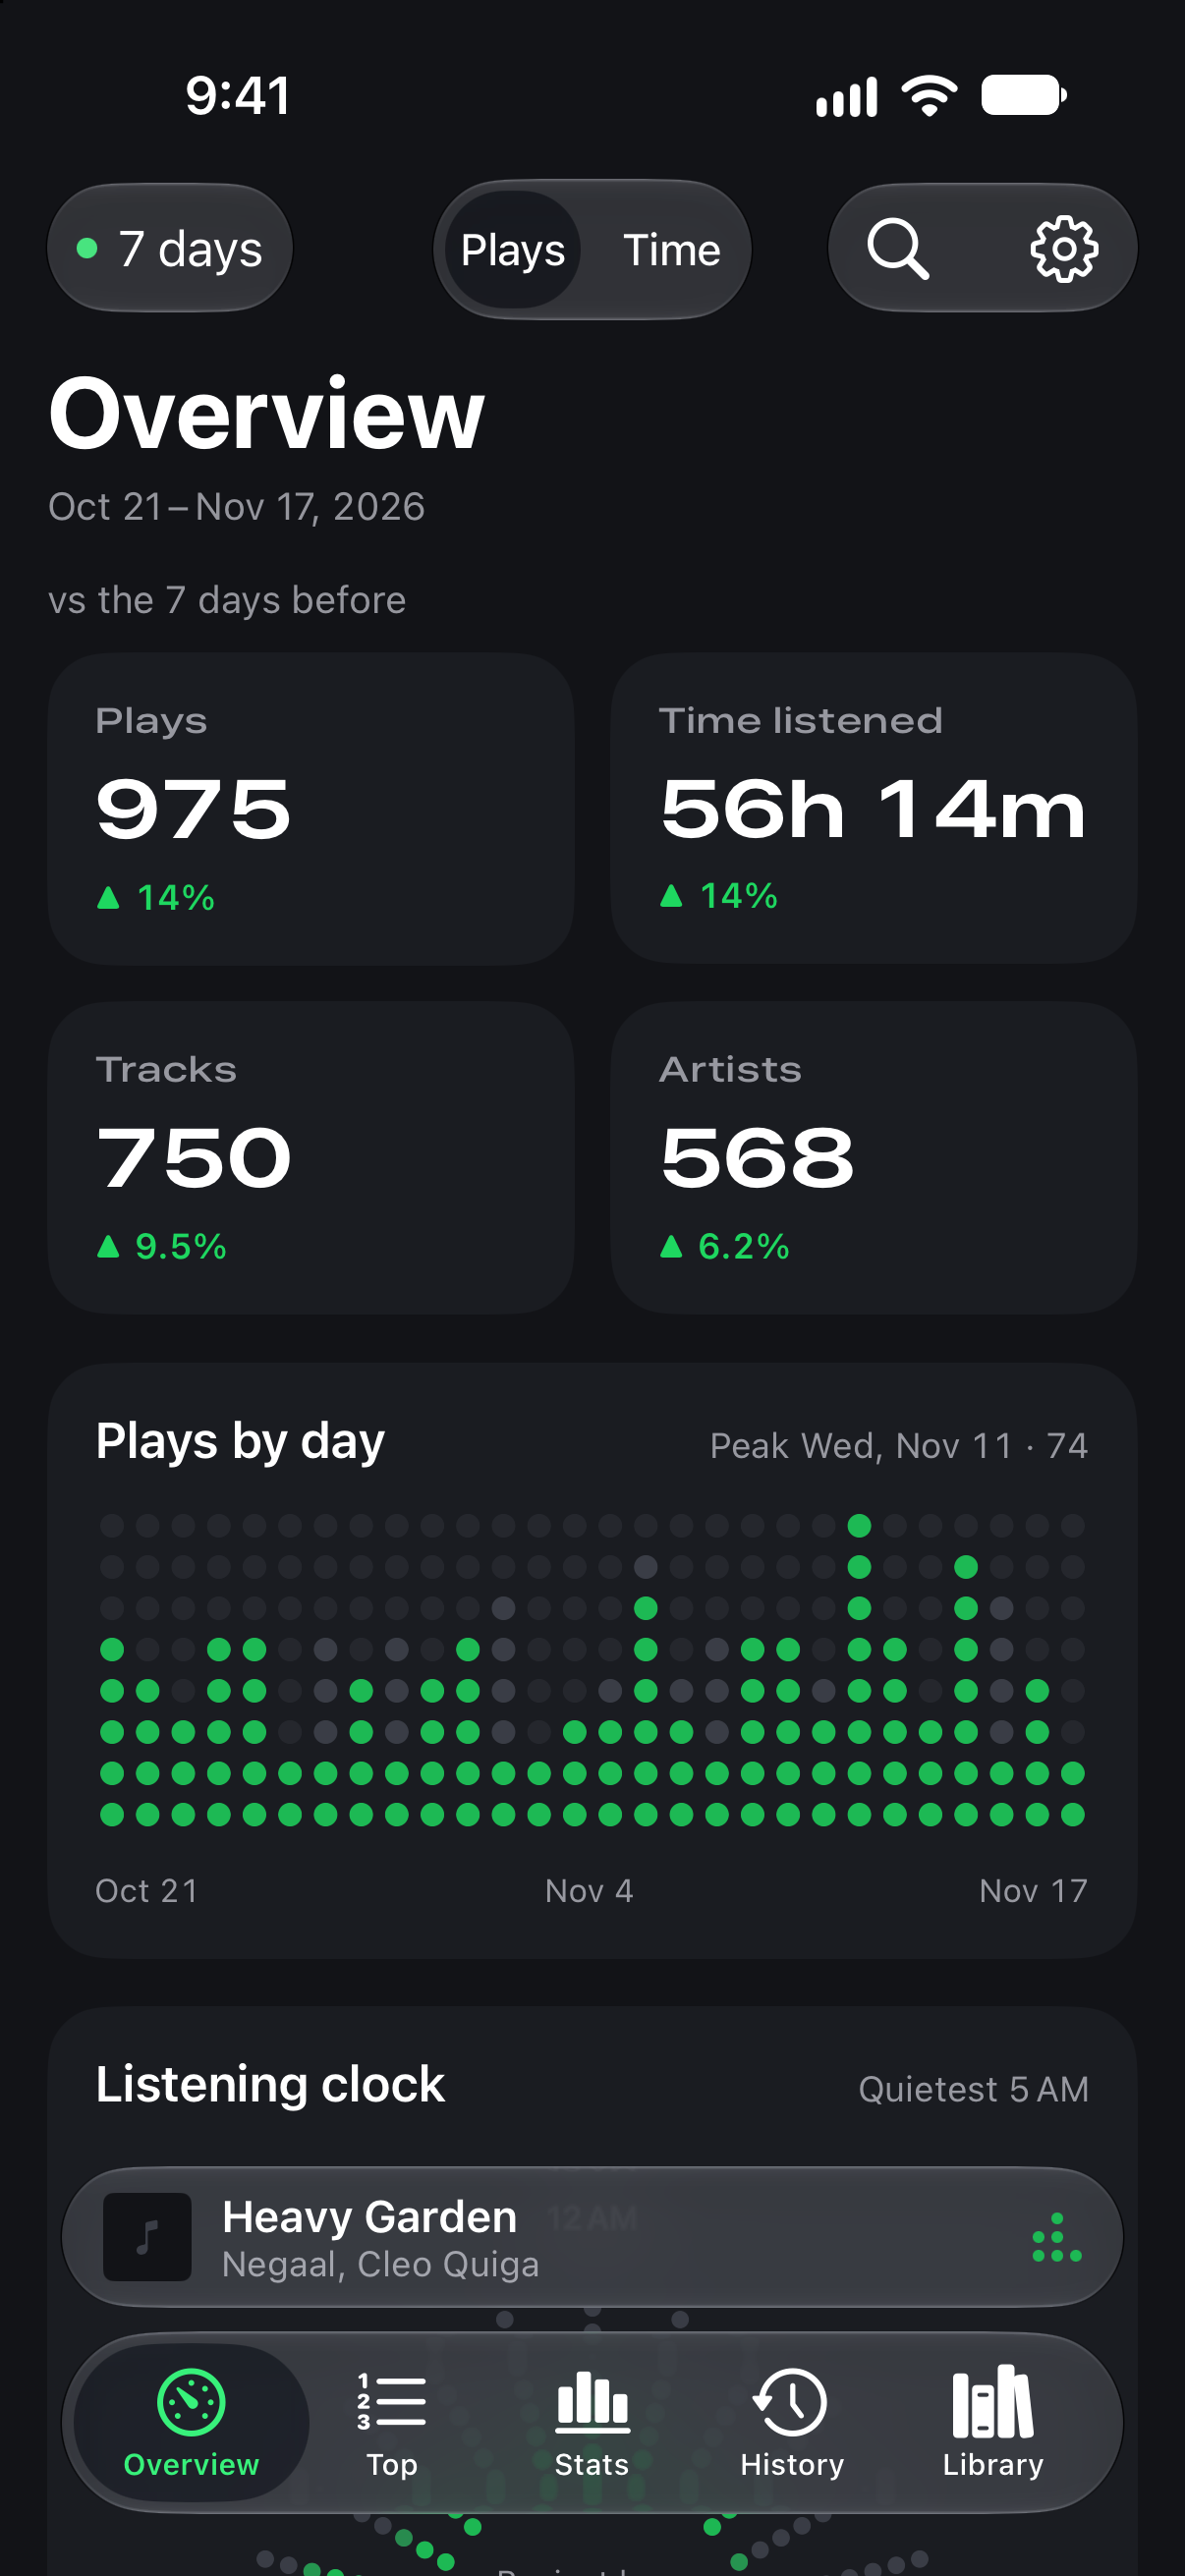 9:41
7 days
Plays Time
Overview
Oct 21 – Nov 17, 2026
vs the 7 days before
Plays
975
▲ 14%
Time listened
56h 14m
▲ 14%
Tracks
750
▲ 9.5%
Artists
568
▲ 6.2%
Plays by day
Peak Wed, Nov 11 · 74
Oct 21 Nov 4 Nov 17
Listening clock
Quietest 5 AM
12 AM
Heavy Garden
Negaal, Cleo Quiga
1
2
3
Overview Top Stats History Library